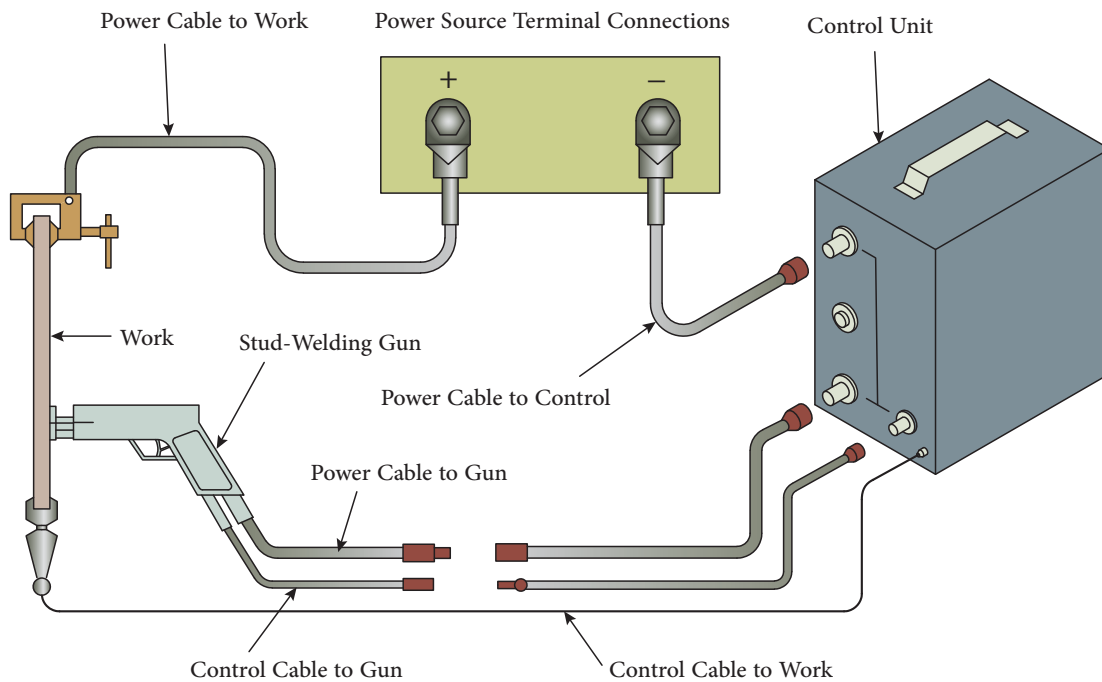 Power Cable to Work
Power Source Terminal Connections
Control Unit
+
−
Work
Stud-Welding Gun
Power Cable to Control
Power Cable to Gun
Control Cable to Gun
Control Cable to Work